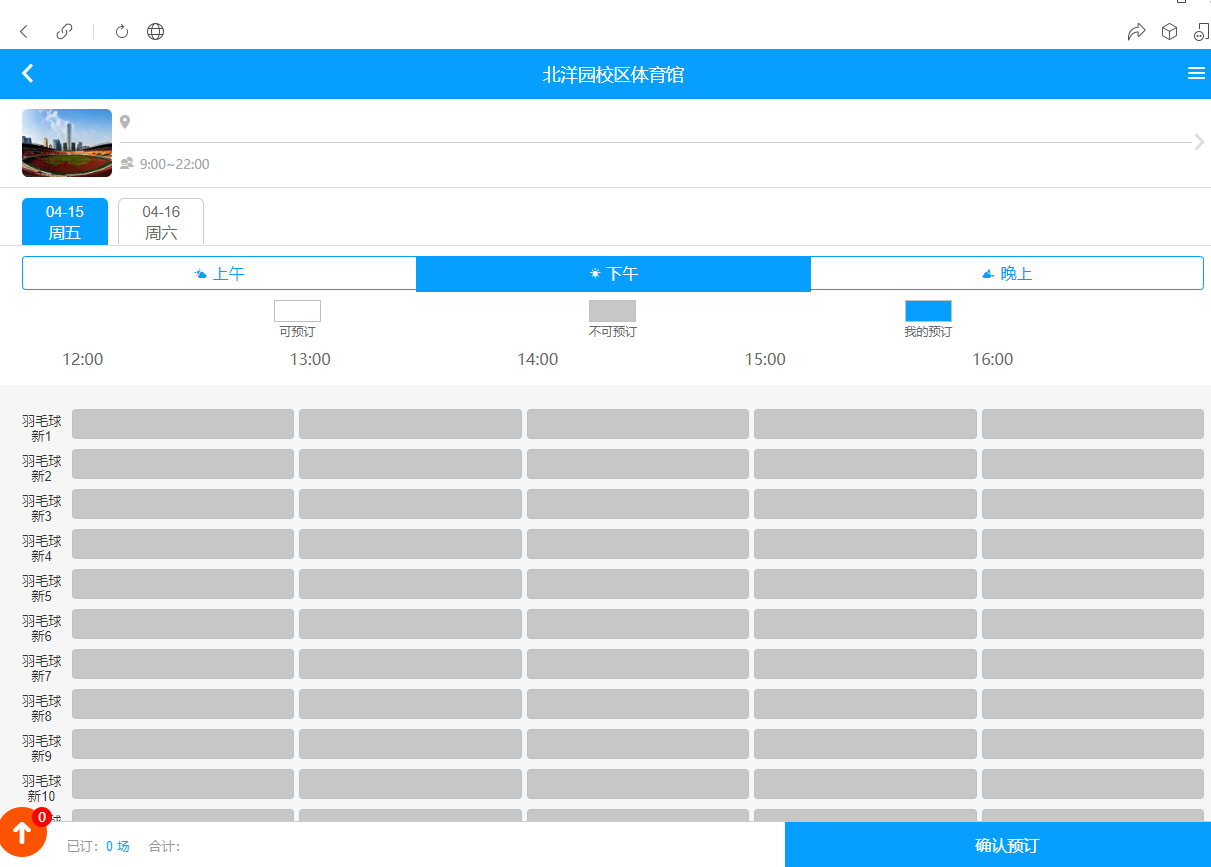 北洋园校区体育馆
9:00~22:00
04-15
周五
04-16
周六
上午
下午
晚上
可预订
不可预订
我的预订
12:00
13:00
14:00
15:00
16:00
羽毛球
新1
羽毛球
新2
羽毛球
新3
羽毛球
新4
羽毛球
新5
羽毛球
新6
羽毛球
新7
羽毛球
新8
羽毛球
新9
羽毛球
新10
0
已订：0 场 合计：
确认预订